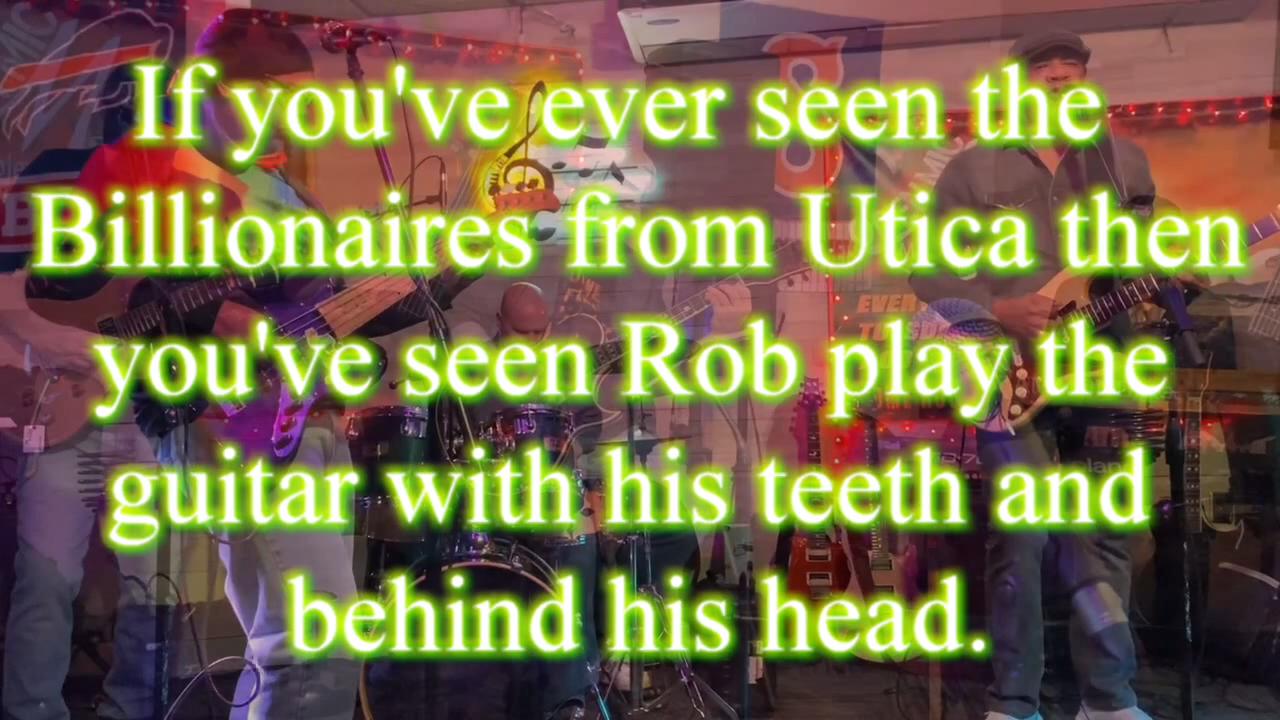 If you've ever seen the
Billionaires from Utica then
you've seen Rob play the
guitar with his teeth and
behind his head.